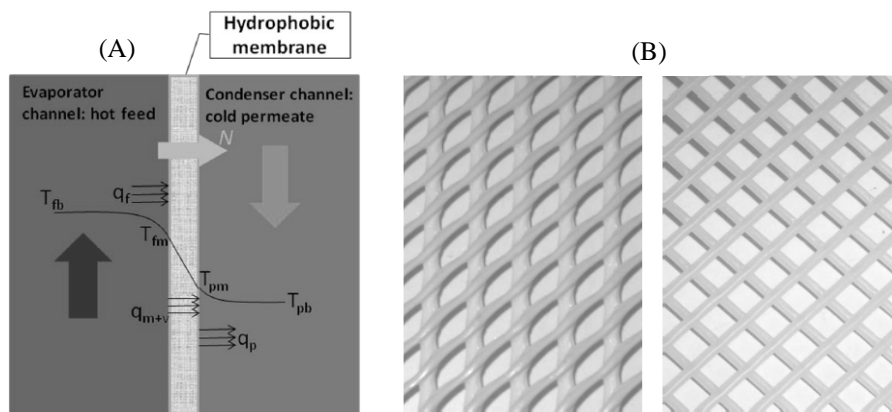 (A)
Hydrophobic
membrane
(B)
Evaporator
channel: hot feed
Condenser channel:
cold permeate
N
q_f
T_fb
T_fm
T_pm
T_pb
q_m+v
q_p